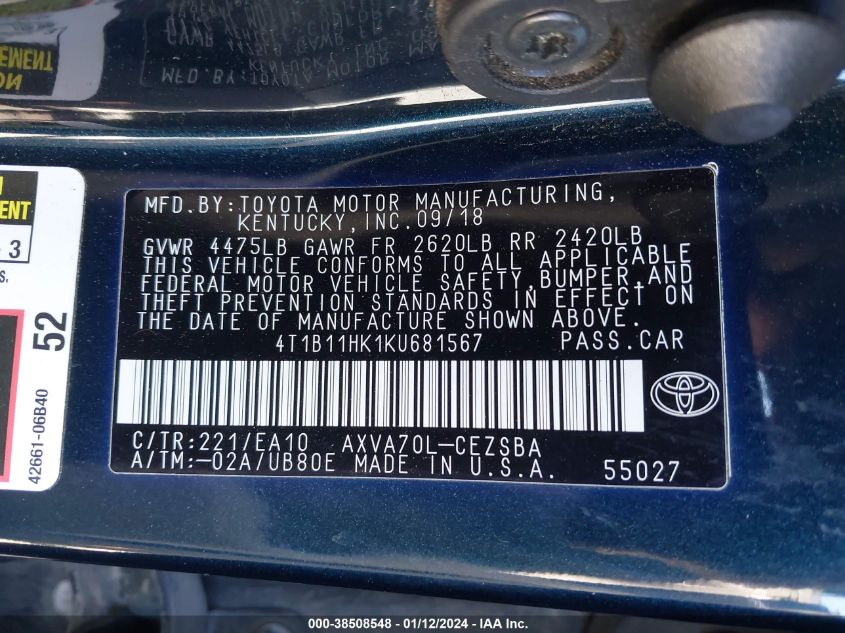 MFD.BY:TOYOTA MOTOR MANUFACTURING,
KENTUCKY, INC. 09/18
GVWR 4475LB GAWR FR 2620LB RR 2420LB
THIS VEHICLE CONFORMS TO ALL APPLICABLE
FEDERAL MOTOR VEHICLE SAFETY, BUMPER, AND
THEFT PREVENTION STANDARDS IN EFFECT ON
THE DATE OF MANUFACTURE SHOWN ABOVE.
4T1B11HK1KU681567 PASS.CAR
C/TR:221/EA10 AXVA70L-CEZSBA
A/TM:-02A/UB80E MADE IN U.S.A. 55027
3
52
42661-06B40
000-38508548 - 01/12/2024 - IAA, Inc.